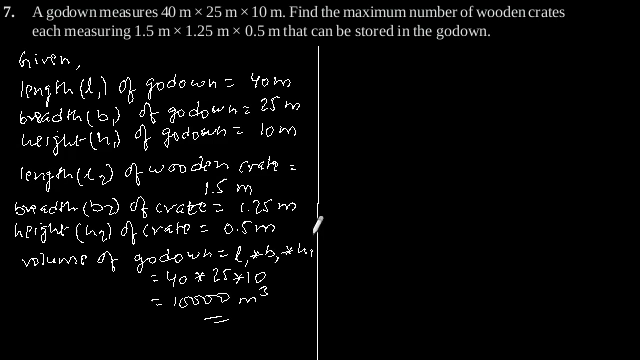 7. A godown measures 40 m × 25 m × 10 m. Find the maximum number of wooden crates
each measuring 1.5 m × 1.25 m × 0.5 m that can be stored in the godown.
Given,
length(l₁) of godown = 40m
breadth(b₁) of godown = 25 m
height(h₁) of godown = 10m
length(l₂) of wooden crate =
1.5 m
breadth(b₂) of crate = 1.25 m
height(h₂) of crate = 0.5m
volume of godown = l₁*b₁*h₁
= 40*25*10
= 10000 m³